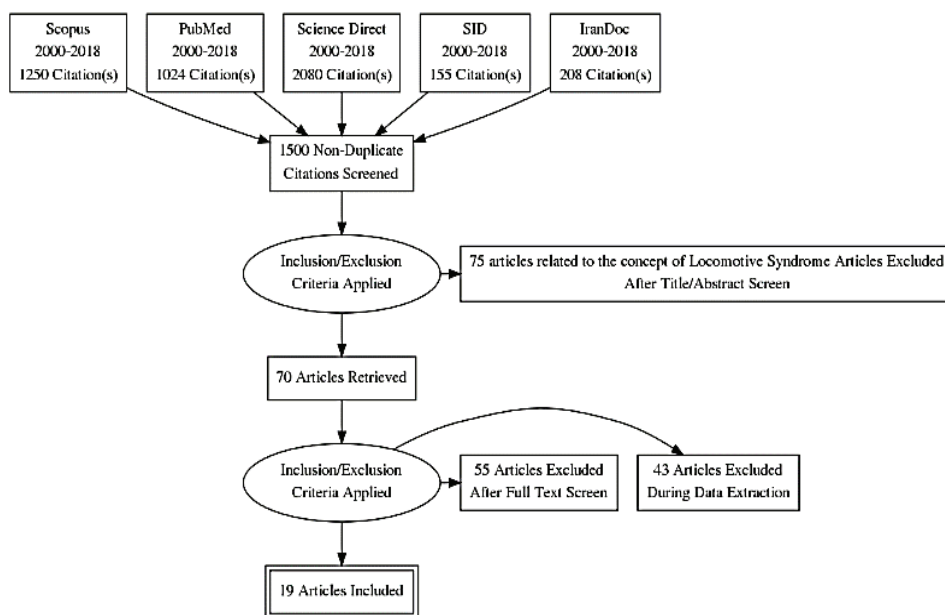 Scopus
2000-2018
1250 Citation(s)
PubMed
2000-2018
1024 Citation(s)
Science Direct
2000-2018
2080 Citation(s)
SID
2000-2018
155 Citation(s)
IranDoc
2000-2018
208 Citation(s)
1500 Non-Duplicate
Citations Screened
Inclusion/Exclusion
Criteria Applied
75 articles related to the concept of Locomotive Syndrome Articles Excluded
After Title/Abstract Screen
70 Articles Retrieved
Inclusion/Exclusion
Criteria Applied
55 Articles Excluded
After Full Text Screen
43 Articles Excluded
During Data Extraction
19 Articles Included